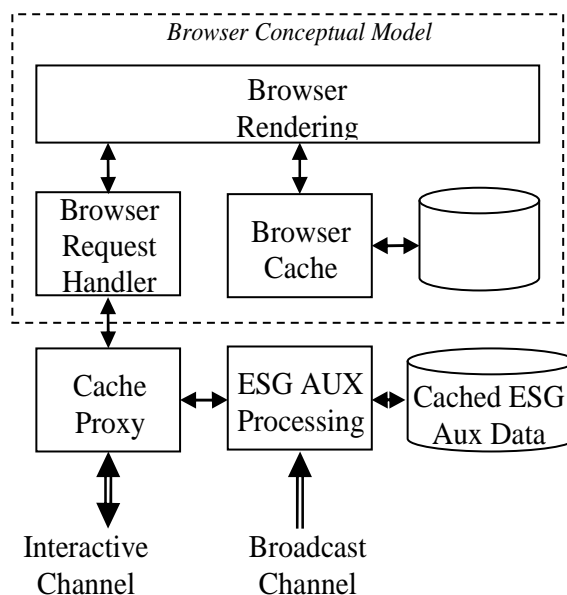 Browser Conceptual Model
Browser
Rendering
Browser
Request
Handler
Browser
Cache
Cache
Proxy
ESG AUX
Processing
Cached ESG
Aux Data
Interactive
Channel
Broadcast
Channel